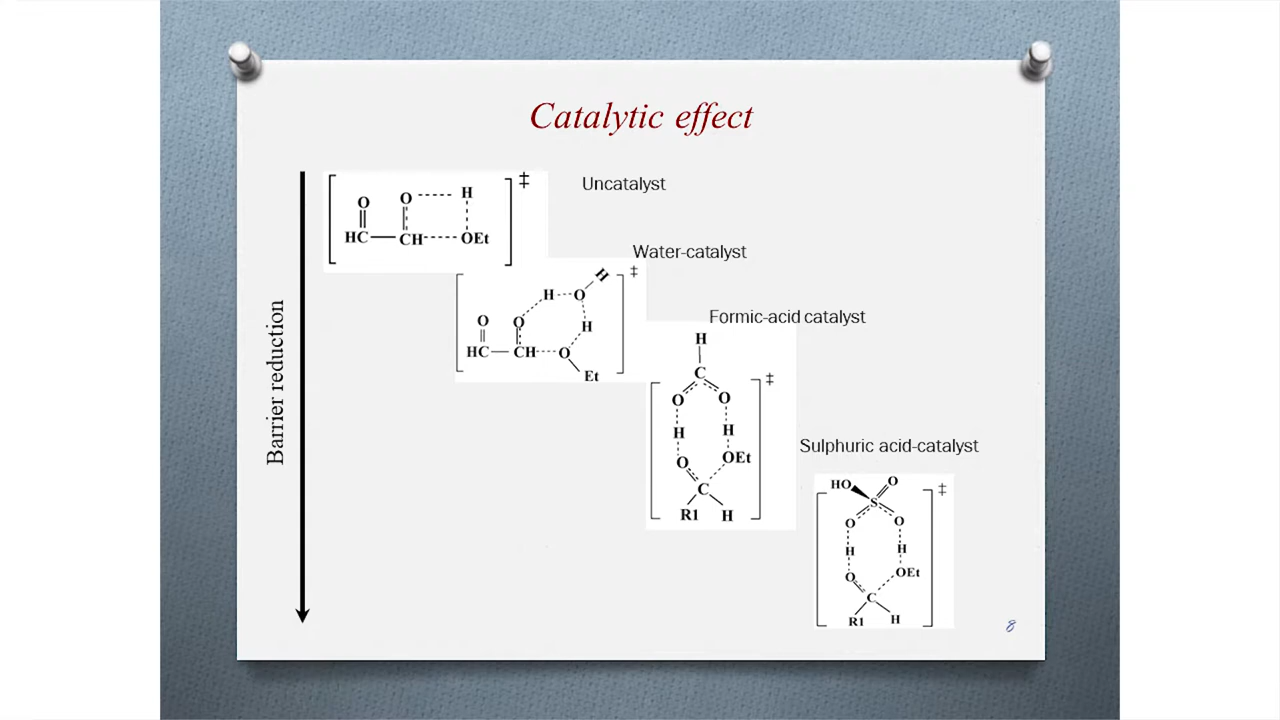 Catalytic effect
Uncatalyst
‡
O
O
H
HC
CH
OEt
Water-catalyst
‡
H
H
O
H
O
O
HC
CH
O
Et
Formic-acid catalyst
H
‡
C
O
O
H
H
O
OEt
C
R1
H
Sulphuric acid-catalyst
HO
O
‡
S
O
O
H
H
O
OEt
C
R1
H
Barrier reduction
8